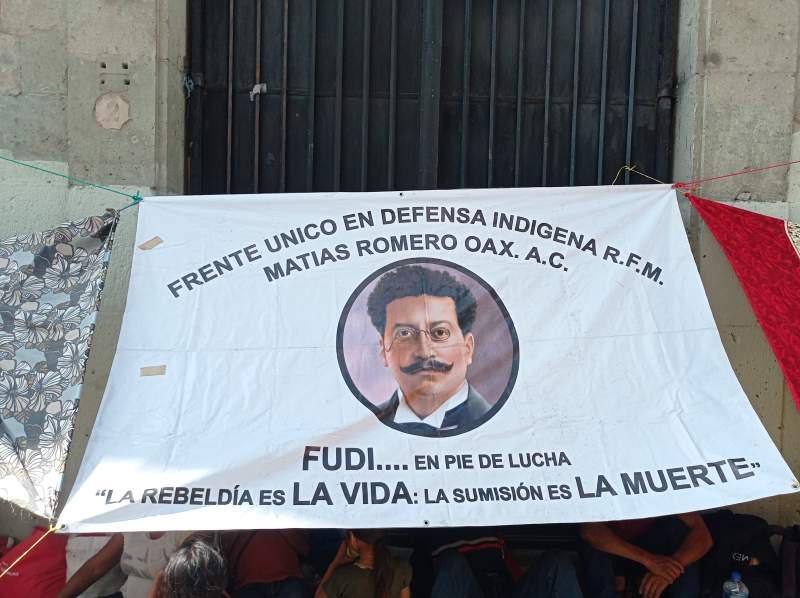 FRENTE UNICO EN DEFENSA INDIGENA R.F.M.
MATIAS ROMERO OAX. A.C.
FUDI.... EN PIE DE LUCHA
“LA REBELDÍA ES LA VIDA: LA SUMISIÓN ES LA MUERTE”